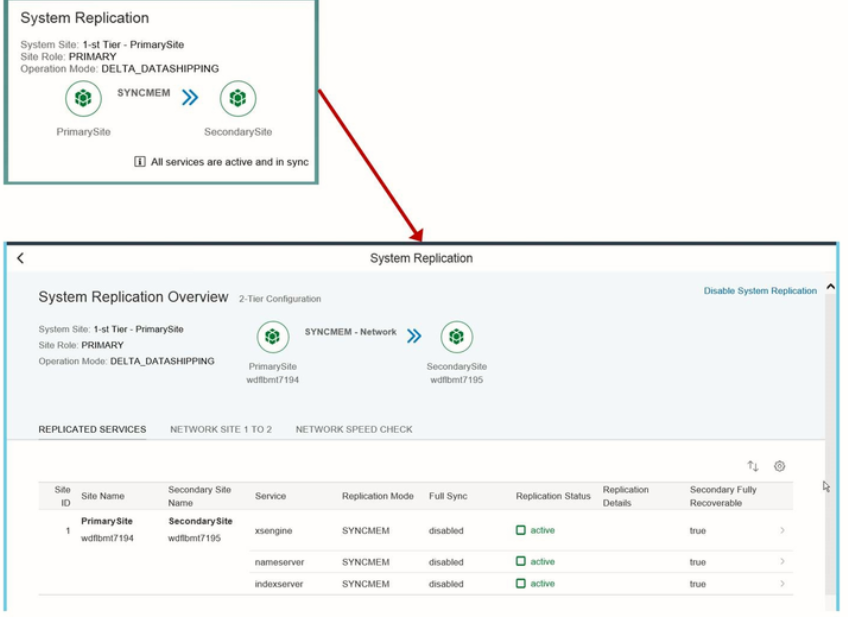 System Replication
System Site: 1-st Tier - PrimarySite
Site Role: PRIMARY
Operation Mode: DELTA_DATASHIPPING
SYNCMEM
PrimarySite SecondarySite
All services are active and in sync
System Replication
System Replication Overview 2-Tier Configuration Disable System Replication
System Site: 1-st Tier - PrimarySite
Site Role: PRIMARY
Operation Mode: DELTA_DATASHIPPING
SYNCMEM - Network
PrimarySite SecondarySite
wdflbmt7194 wdflbmt7195
REPLICATED SERVICES NETWORK SITE 1 TO 2 NETWORK SPEED CHECK
Site ID Site Name Secondary Site Name Service Replication Mode Full Sync Replication Status Replication Details Secondary Fully Recoverable
1 PrimarySite wdflbmt7194 SecondarySite wdflbmt7195 xsengine SYNCMEM disabled active true
nameserver SYNCMEM disabled active true
indexserver SYNCMEM disabled active true